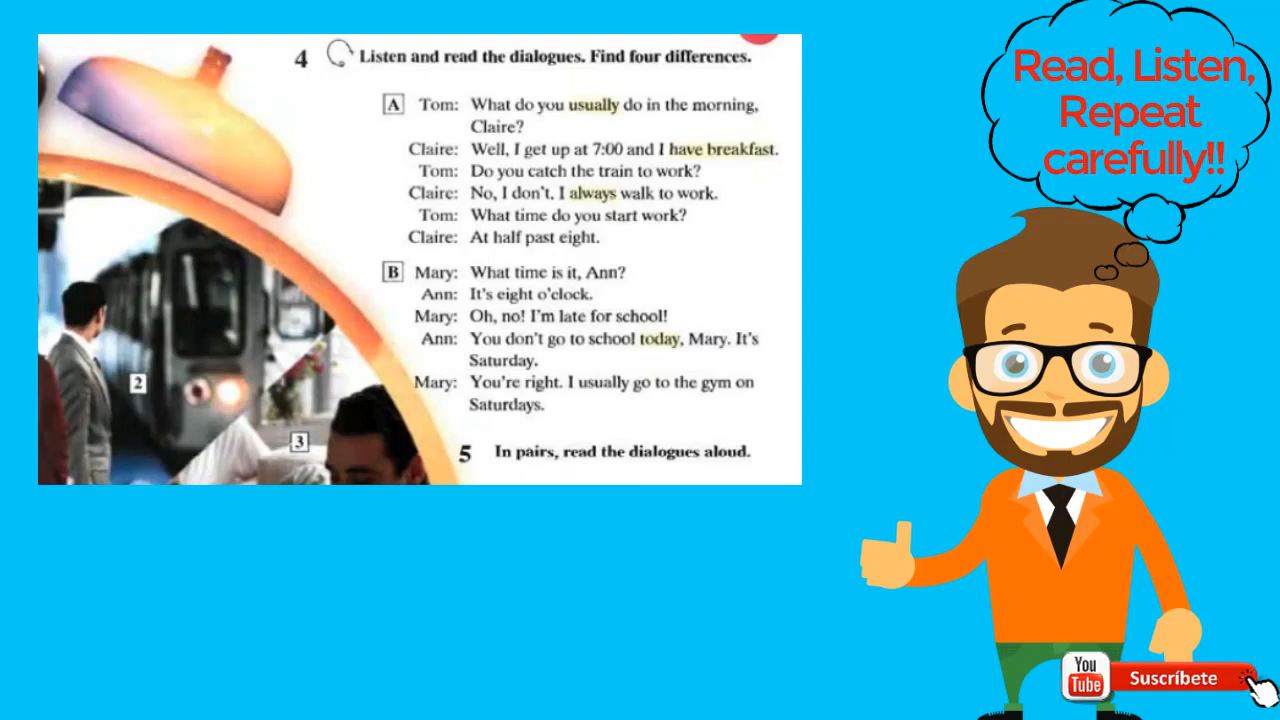 4 Listen and read the dialogues. Find four differences.
A Tom: What do you usually do in the morning,
Claire?
Claire: Well, I get up at 7:00 and I have breakfast.
Tom: Do you catch the train to work?
Claire: No, I don't. I always walk to work.
Tom: What time do you start work?
Claire: At half past eight.
B Mary: What time is it, Ann?
Ann: It's eight o'clock.
Mary: Oh, no! I'm late for school!
Ann: You don't go to school today, Mary. It's
Saturday.
Mary: You're right. I usually go to the gym on
Saturdays.
5 In pairs, read the dialogues aloud.
2
3
Read, Listen,
Repeat
carefully!!
You
Tube
Suscríbete